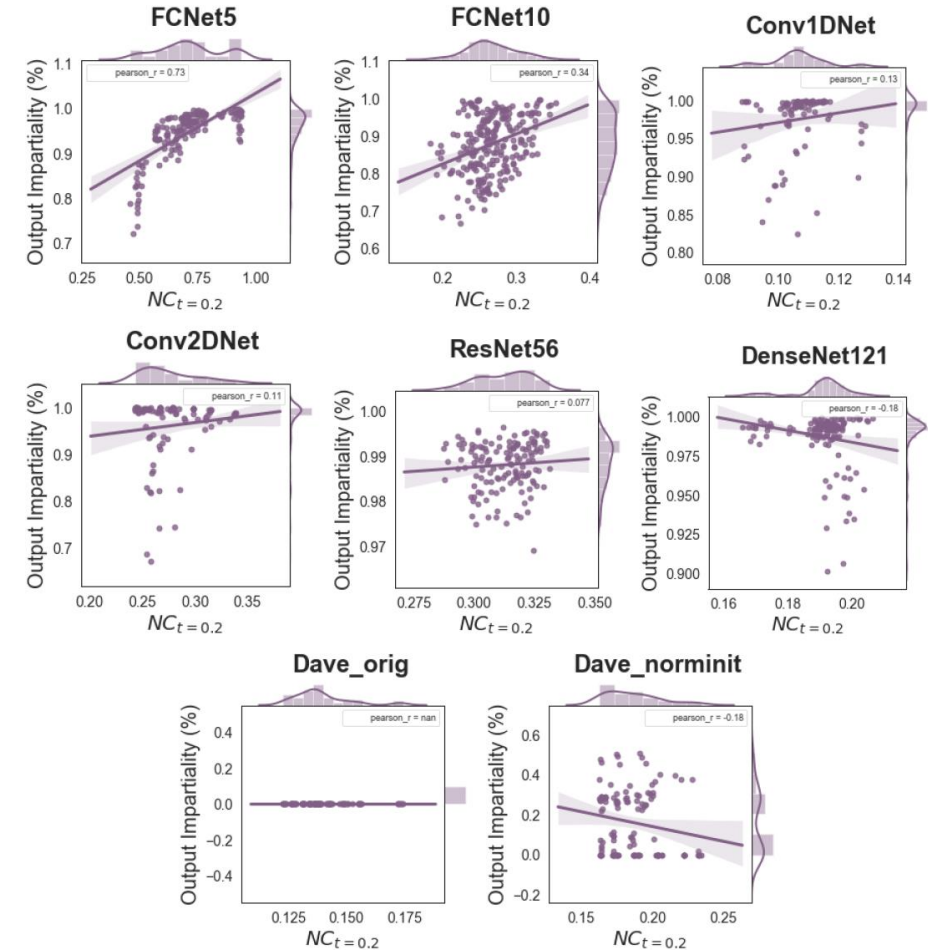 FCNet5
pearson_r = 0.73
Output Impartiality (%)
1.1
1.0
0.9
0.8
0.7
0.25 0.50 0.75 1.00
NCt = 0.2
FCNet10
pearson_r = 0.34
Output Impartiality (%)
1.1
1.0
0.9
0.8
0.7
0.6
0.2 0.3 0.4
NCt = 0.2
Conv1DNet
pearson_r = 0.13
Output Impartiality (%)
1.00
0.95
0.90
0.85
0.80
0.08 0.10 0.12 0.14
NCt = 0.2
Conv2DNet
pearson_r = 0.11
Output Impartiality (%)
1.0
0.9
0.8
0.7
0.20 0.25 0.30 0.35
NCt = 0.2
ResNet56
pearson_r = 0.077
Output Impartiality (%)
1.00
0.99
0.98
0.97
0.275 0.300 0.325 0.350
NCt = 0.2
DenseNet121
pearson_r = -0.18
Output Impartiality (%)
1.000
0.975
0.950
0.925
0.900
0.16 0.18 0.20
NCt = 0.2
Dave_orig
pearson_r = nan
Output Impartiality (%)
0.4
0.2
0.0
−0.2
−0.4
0.125 0.150 0.175
NCt = 0.2
Dave_norminit
pearson_r = -0.18
Output Impartiality (%)
0.6
0.4
0.2
0.0
−0.2
0.15 0.20 0.25
NCt = 0.2